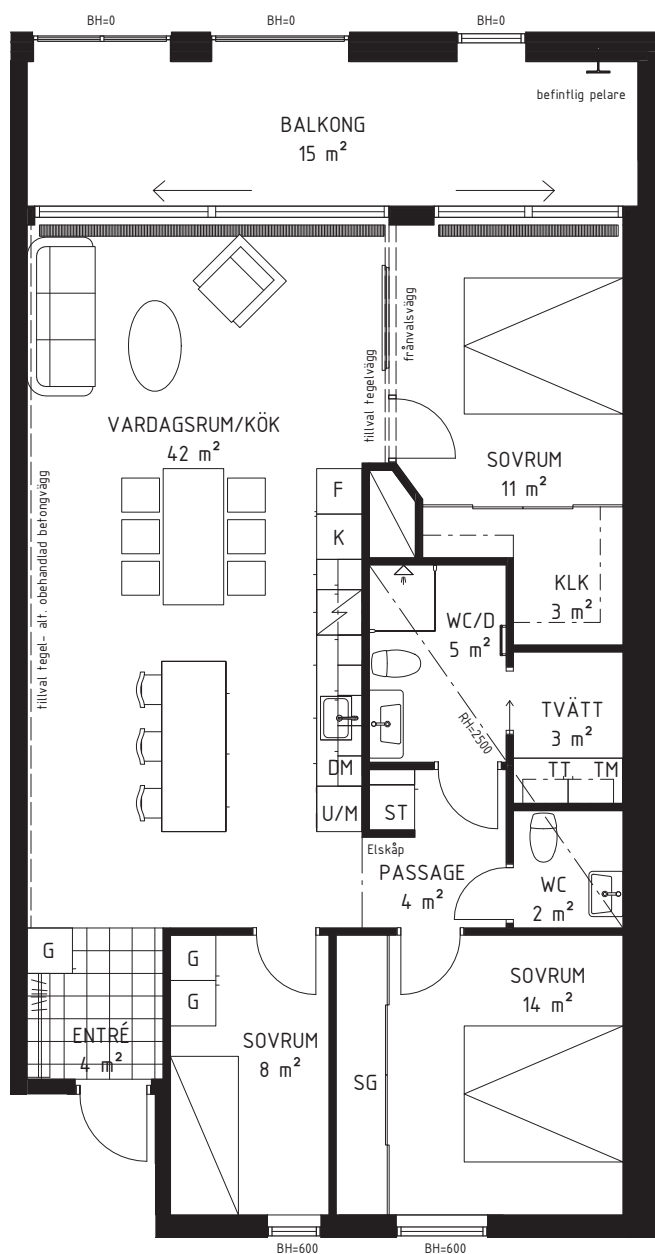 BH=0
BH=0
BH=0
befintlig pelare
BALKONG
15 m²
tillval tegelvägg
frånvalsvägg
VARDAGSRUM/KÖK
42 m²
SOVRUM
11 m²
tillval tegel- alt. obehandlad betongvägg
F
K
KLK
3 m²
WC/D
5 m²
RH=2500
TVÄTT
3 m²
TT
TM
DM
U/M
ST
Elskåp
PASSAGE
4 m²
WC
2 m²
G
G
G
ENTRÉ
4 m²
SOVRUM
8 m²
SG
SOVRUM
14 m²
BH=600
BH=600